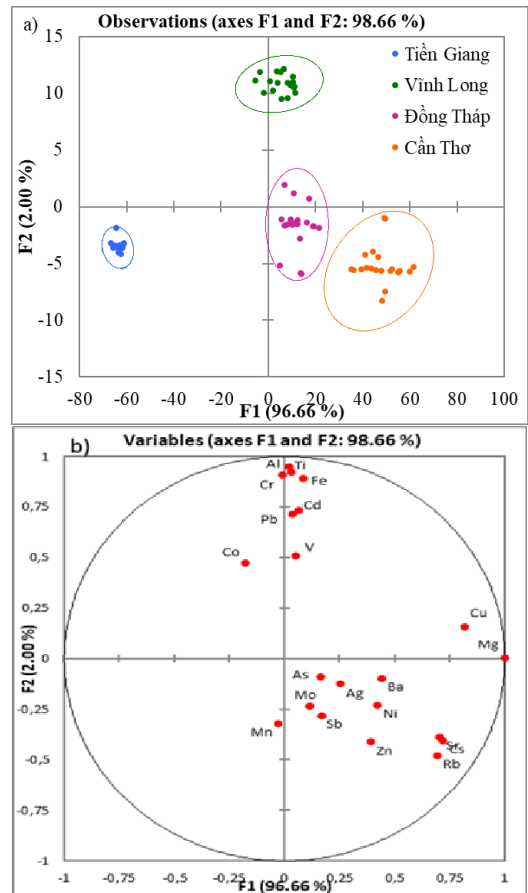 a)
Observations (axes F1 and F2: 98.66 %)
15
10
5
0
-5
-10
-15
F2 (2.00 %)
Tiền Giang
Vĩnh Long
Đồng Tháp
Cần Thơ
-80 -60 -40 -20 0 20 40 60 80
F1 (96.66 %)
b)
Variables (axes F1 and F2: 98.66 %)
1
0,75
0,5
0,25
0
-0,25
-0,5
-0,75
-1
F2 (2.00 %)
Al Ti
Cr Fe
Pb Cd
Co V
Cu
Mg
As Ag Ba
Mo Sb Ni
Mn Zn Sr Cs
Rb
-1 -0,75 -0,5 -0,25 0 0,25 0,5 0,75 1
F1 (96.66 %)